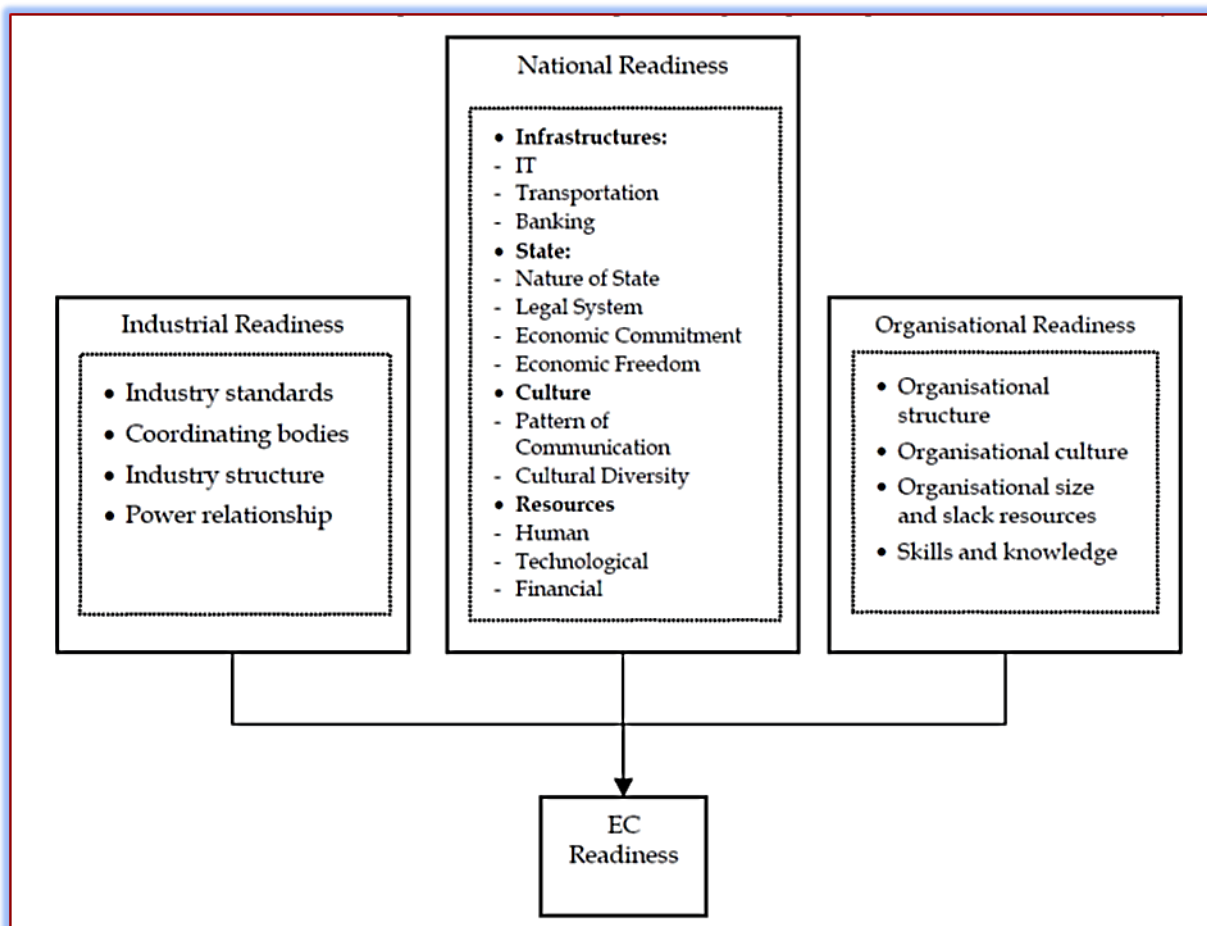 National Readiness
• Infrastructures:
- IT
- Transportation
- Banking
• State:
- Nature of State
- Legal System
- Economic Commitment
- Economic Freedom
• Culture
- Pattern of
Communication
- Cultural Diversity
• Resources
- Human
- Technological
- Financial
Industrial Readiness
• Industry standards
• Coordinating bodies
• Industry structure
• Power relationship
Organisational Readiness
• Organisational
structure
• Organisational culture
• Organisational size
and slack resources
• Skills and knowledge
EC
Readiness